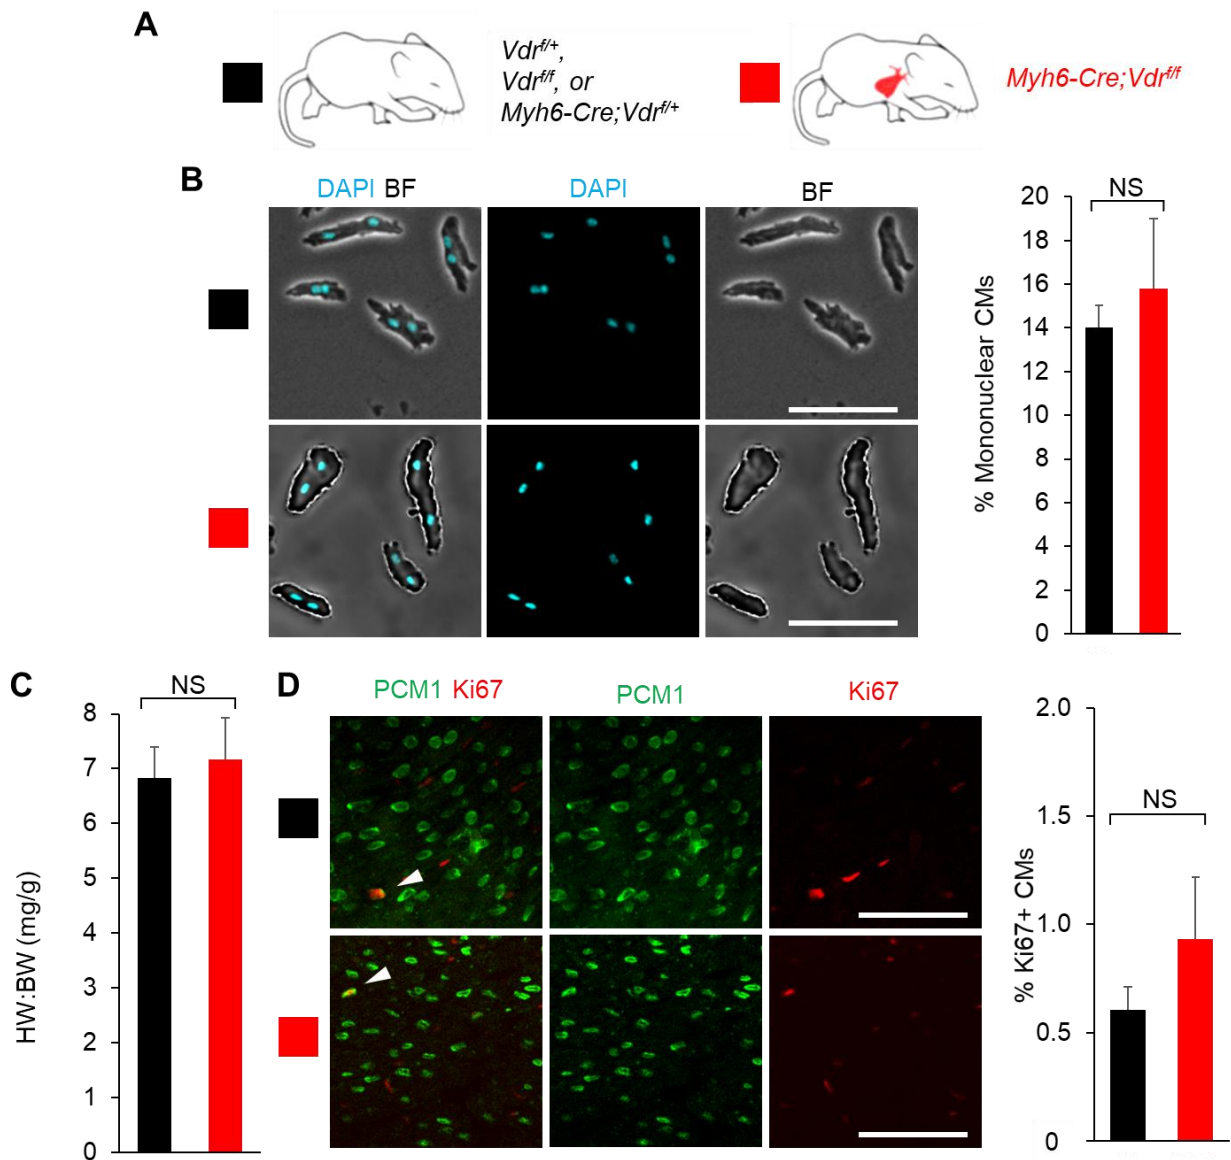 A
Vdrf/+,
Vdrf/f, or
Myh6-Cre;Vdrf/+
Myh6-Cre;Vdrf/f
B
DAPI BF
DAPI
BF
NS
20
18
16
14
12
10
8
6
4
2
0
% Mononuclear CMs
C
NS
8
7
6
5
4
3
2
1
0
HW:BW (mg/g)
D
PCM1 Ki67
PCM1
Ki67
2.0
1.5
1.0
0.5
0
NS
% Ki67+ CMs